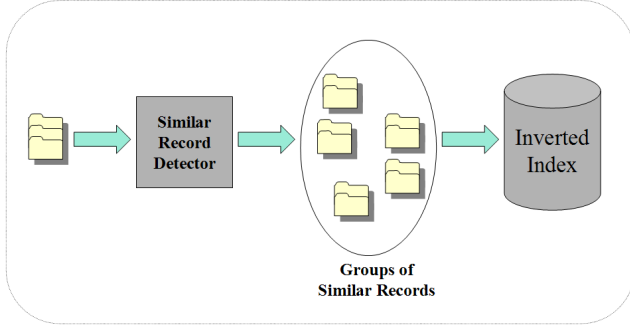 Similar
Record
Detector
Inverted
Index
Groups of
Similar Records